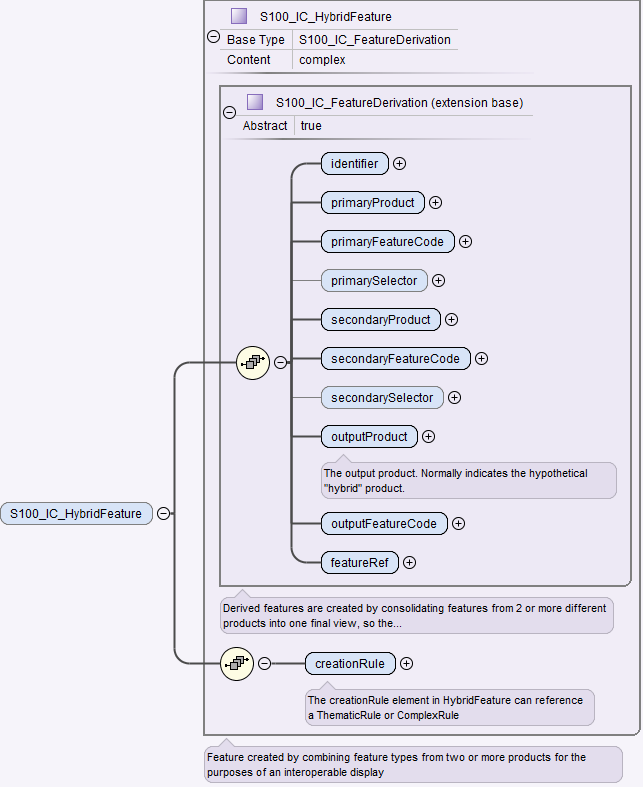 S100_IC_HybridFeature
Base Type S100_IC_FeatureDerivation
Content complex
S100_IC_FeatureDerivation (extension base)
Abstract true
identifier
primaryProduct
primaryFeatureCode
primarySelector
secondaryProduct
secondaryFeatureCode
secondarySelector
outputProduct
The output product. Normally indicates the hypothetical
"hybrid" product.
S100_IC_HybridFeature
outputFeatureCode
featureRef
Derived features are created by consolidating features from 2 or more different
products into one final view, so the...
creationRule
The creationRule element in HybridFeature can reference
a ThematicRule or ComplexRule
Feature created by combining feature types from two or more products for the
purposes of an interoperable display